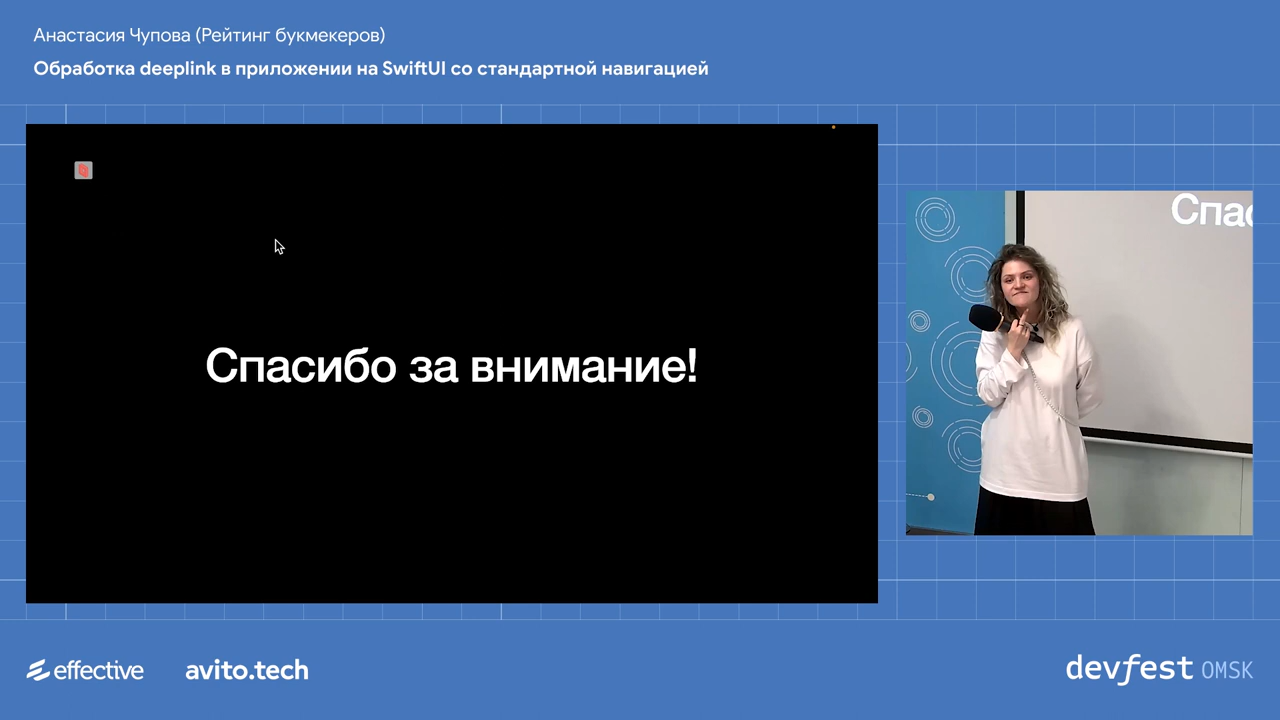 Анастасия Чупова (Рейтинг букмекеров)
Обработка deeplink в приложении на SwiftUI со стандартной навигацией
Спасибо за внимание!
Спас
effective
avito.tech
devfest OMSK